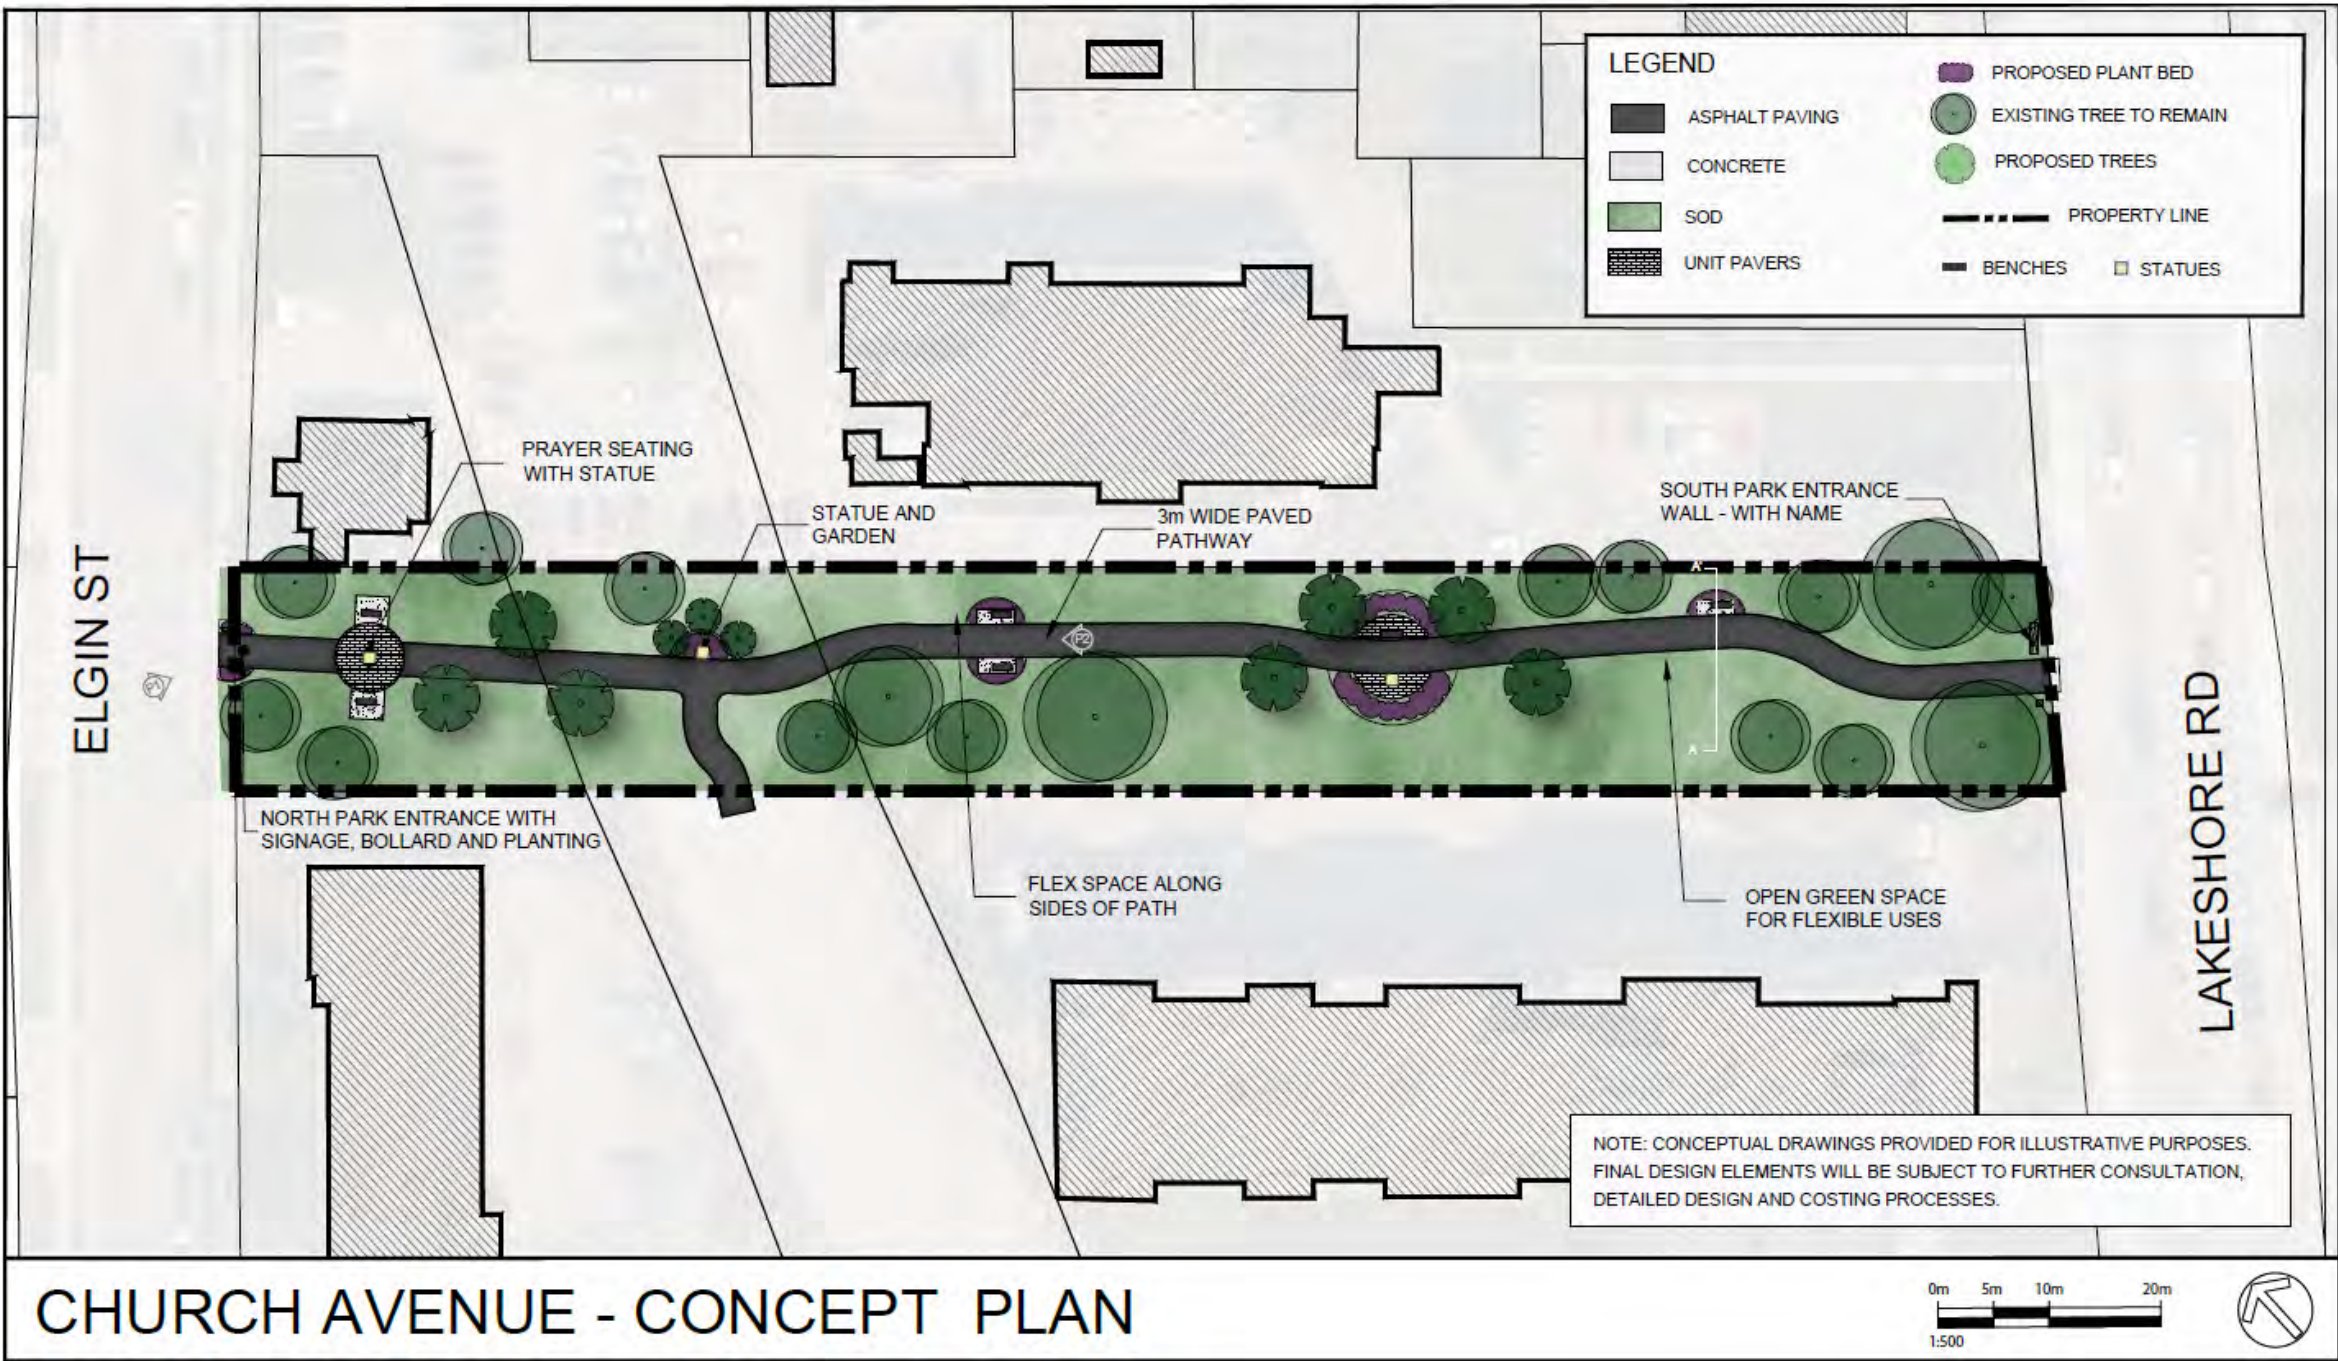 LEGEND
ASPHALT PAVING
CONCRETE
SOD
UNIT PAVERS
PROPOSED PLANT BED
EXISTING TREE TO REMAIN
PROPOSED TREES
PROPERTY LINE
BENCHES
STATUES
PRAYER SEATING
WITH STATUE
STATUE AND
GARDEN
3m WIDE PAVED
PATHWAY
SOUTH PARK ENTRANCE
WALL - WITH NAME
A'
ELGIN ST
P1
P2
A
LAKESHORE RD
NORTH PARK ENTRANCE WITH
SIGNAGE, BOLLARD AND PLANTING
FLEX SPACE ALONG
SIDES OF PATH
OPEN GREEN SPACE
FOR FLEXIBLE USES
NOTE: CONCEPTUAL DRAWINGS PROVIDED FOR ILLUSTRATIVE PURPOSES.
FINAL DESIGN ELEMENTS WILL BE SUBJECT TO FURTHER CONSULTATION,
DETAILED DESIGN AND COSTING PROCESSES.
CHURCH AVENUE - CONCEPT PLAN
0m 5m 10m 20m
1:500